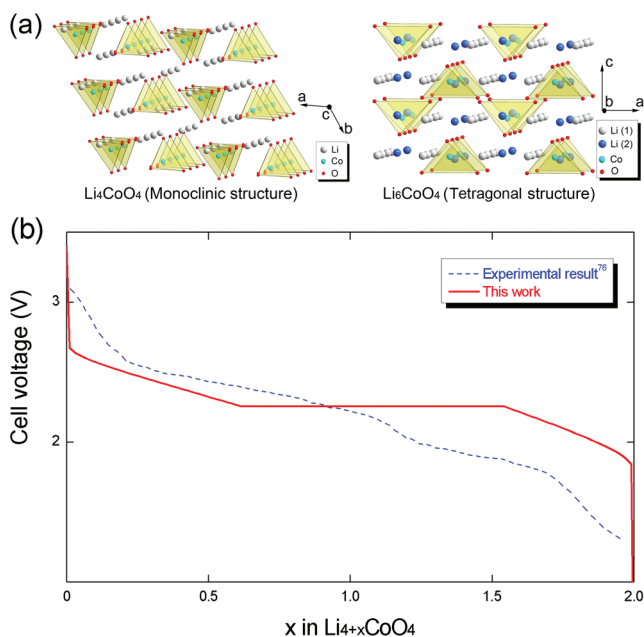 (a)
a
c
b
Li
Co
O
Li₄CoO₄ (Monoclinic structure)
c
b
a
Li (1)
Li (2)
Co
O
Li₆CoO₄ (Tetragonal structure)
(b)
Experimental result⁷⁶
This work
Cell voltage (V)
3
2
0
0.5
1.0
1.5
2.0
x in Li₄₊ₓCoO₄